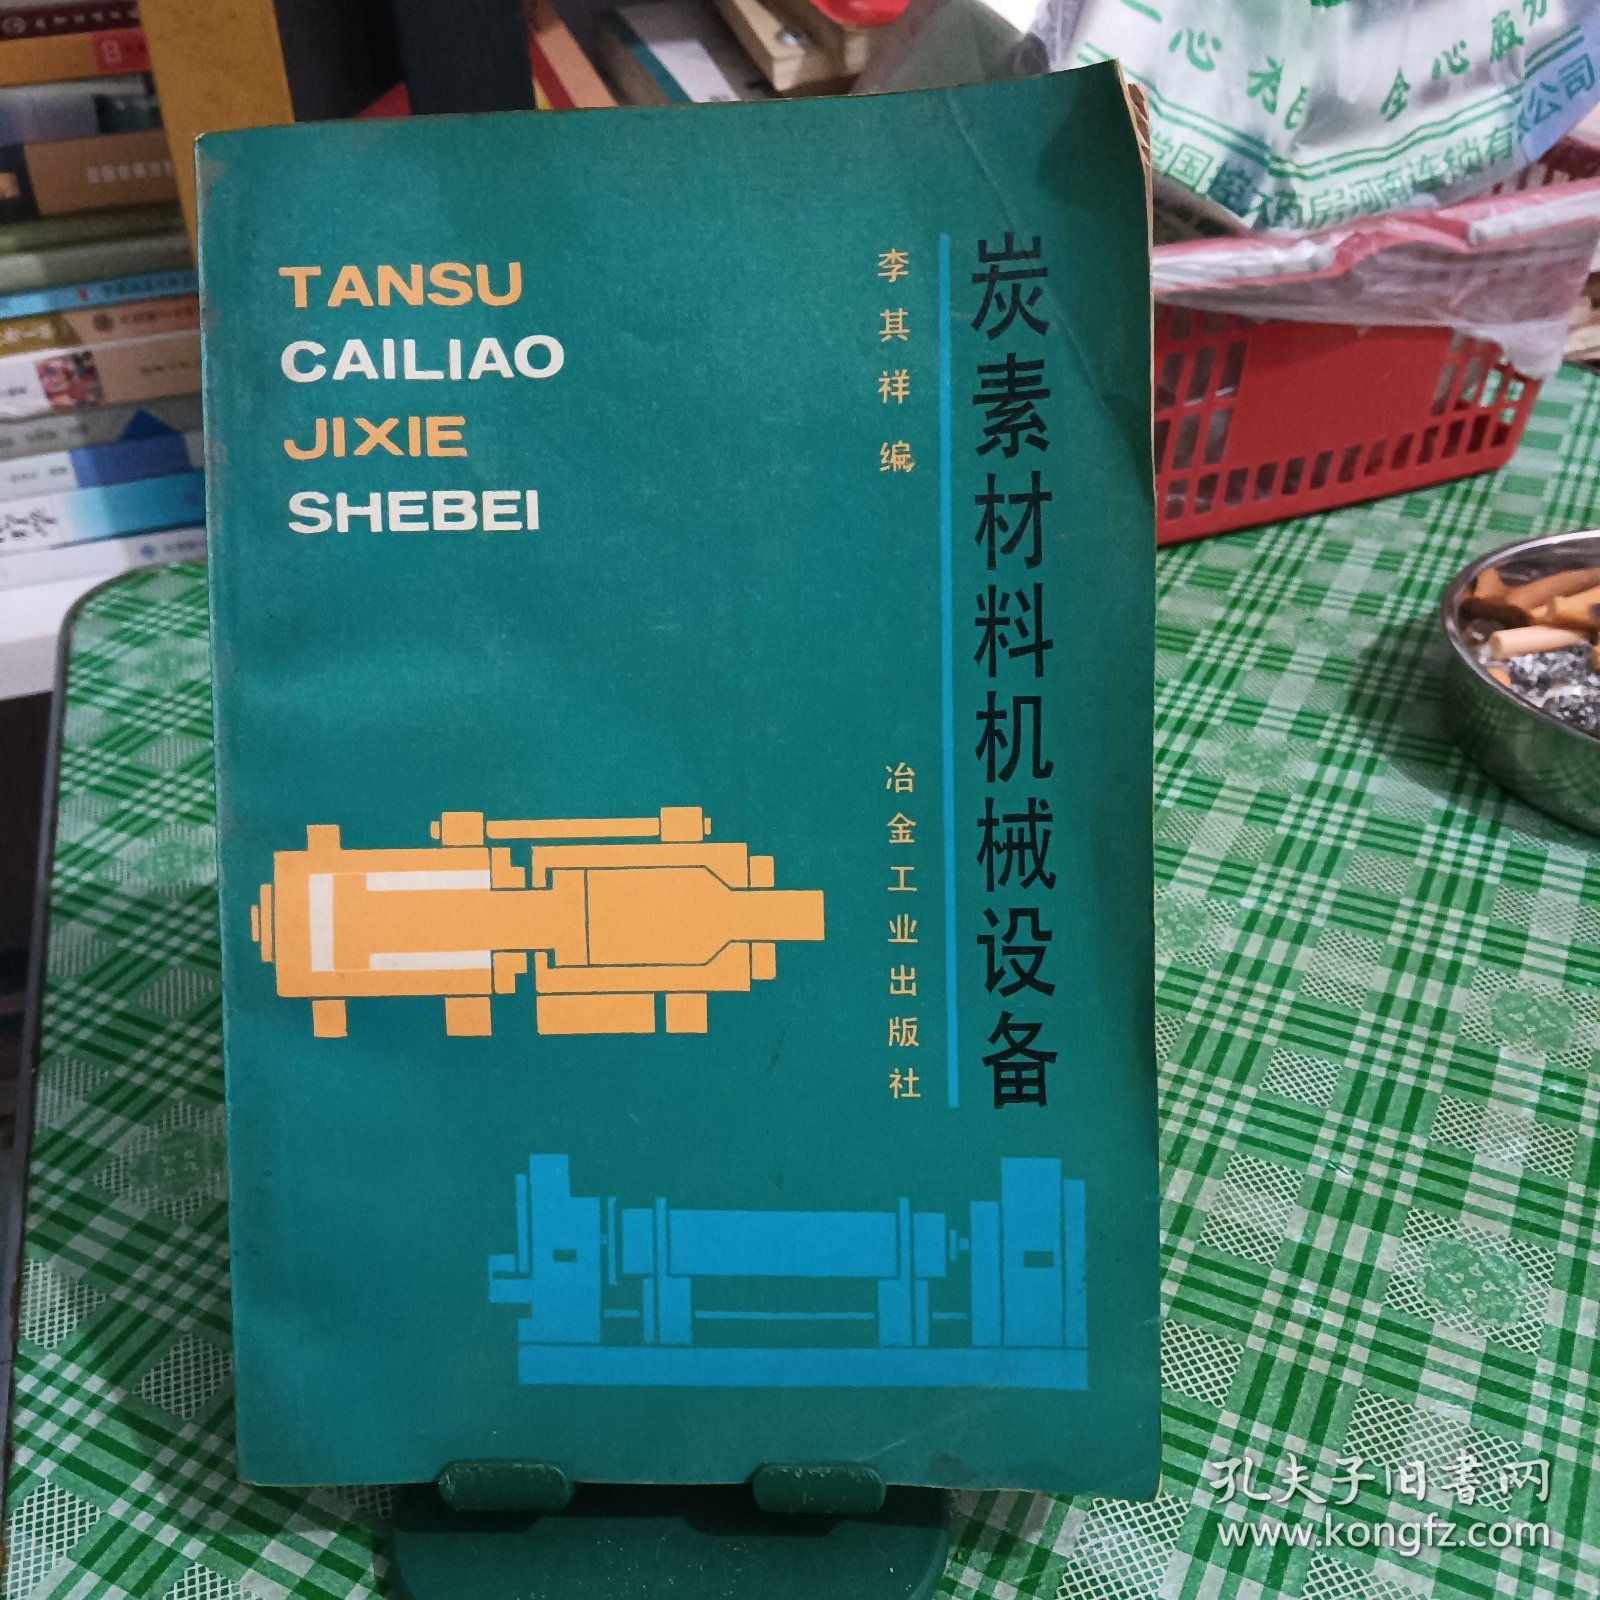 TANSU
CAILIAO
JIXIE
SHEBEI
炭素材料机械设备
李其祥编
冶金工业出版社
孔夫子旧书网
www.kongfz.com